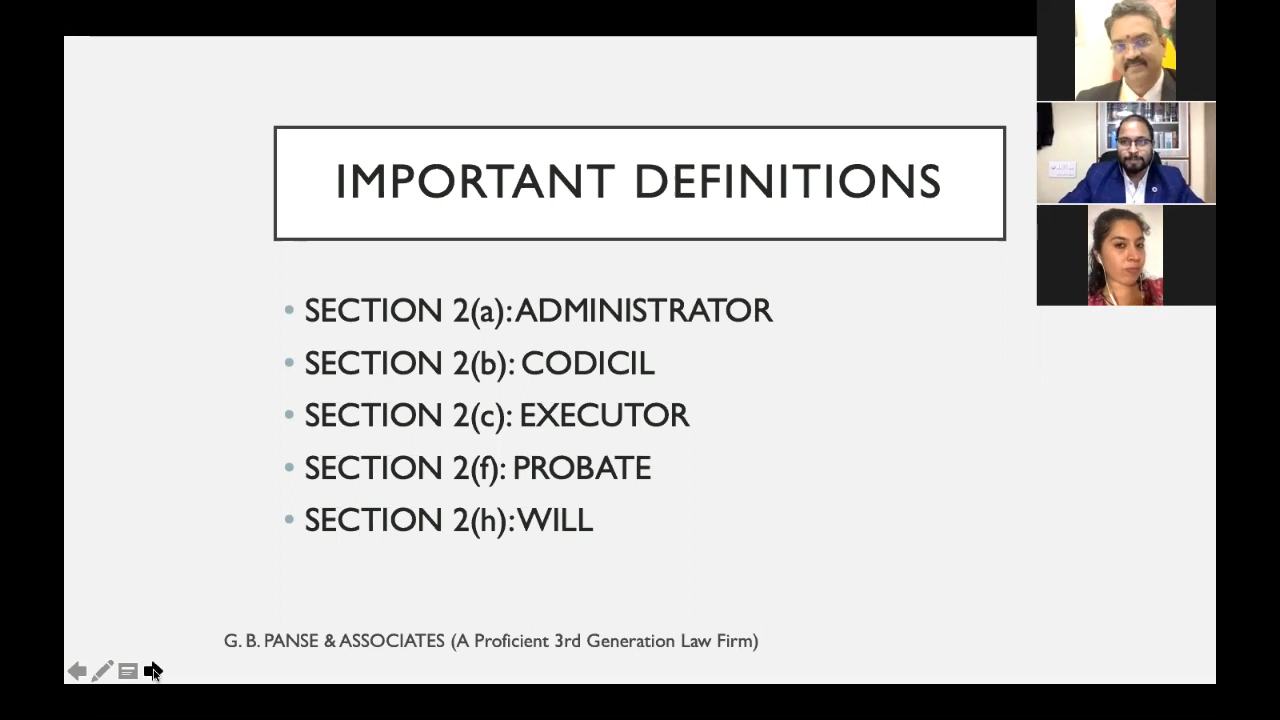 IMPORTANT DEFINITIONS
• SECTION 2(a): ADMINISTRATOR
• SECTION 2(b): CODICIL
• SECTION 2(c): EXECUTOR
• SECTION 2(f): PROBATE
• SECTION 2(h): WILL
G. B. PANSE & ASSOCIATES (A Proficient 3rd Generation Law Firm)